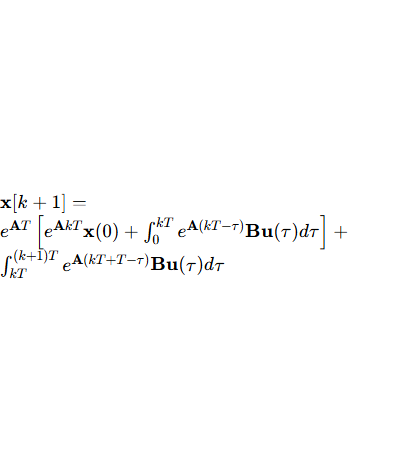 𝐱[k + 1] =
e^{𝐀T} [e^{𝐀kT}𝐱(0) + ∫_0^{kT} e^{𝐀(kT−τ)}𝐁𝐮(τ)dτ] +
∫_{kT}^{(k+1)T} e^{𝐀(kT+T−τ)}𝐁𝐮(τ)dτ